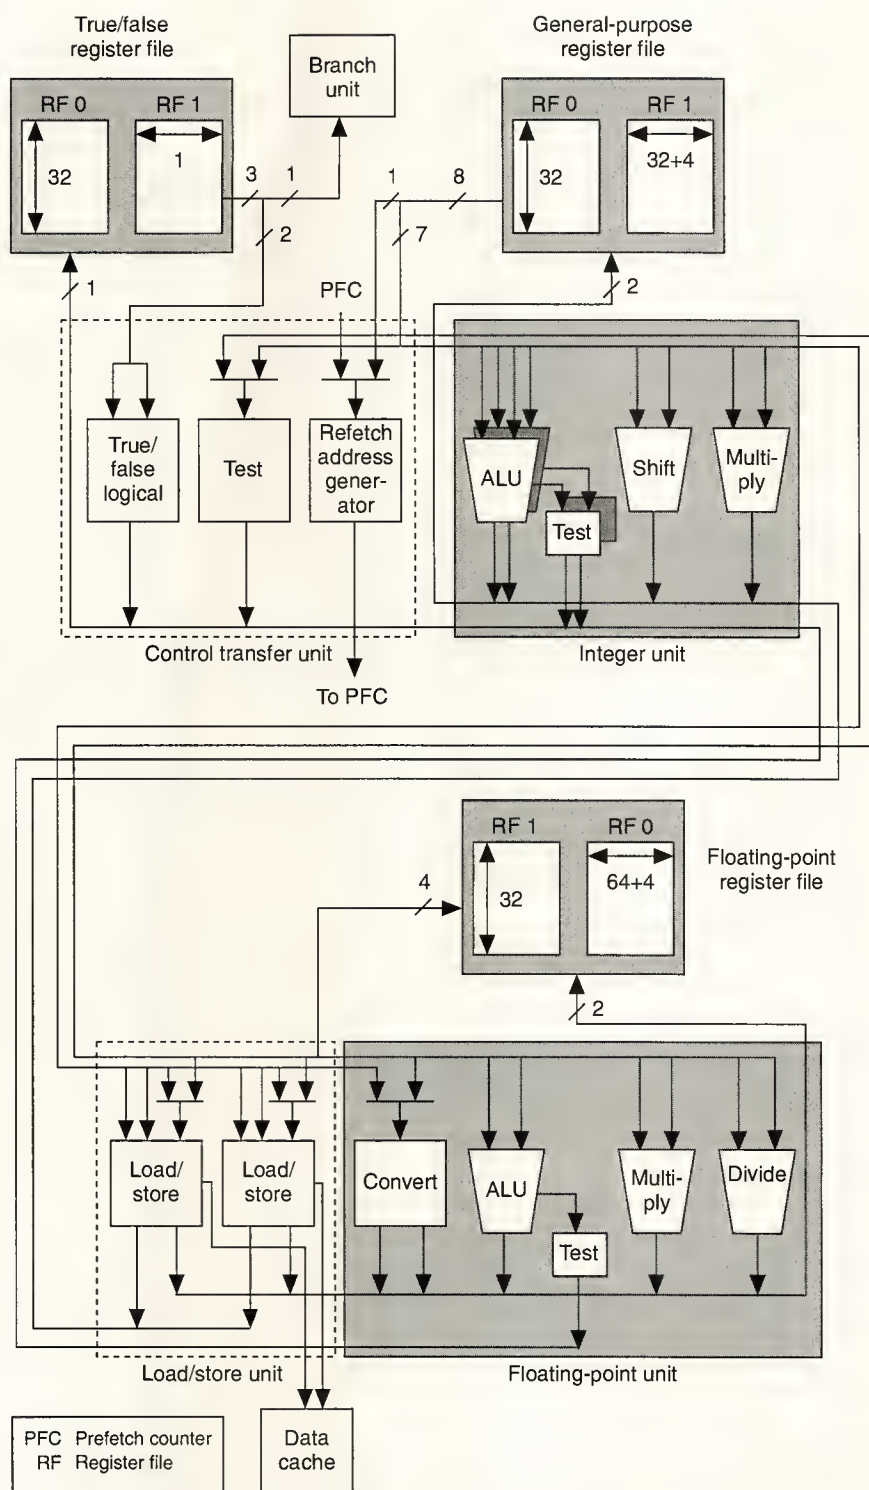 True/false
register file
General-purpose
register file
Branch
unit
RF 0
RF 1
32
1
3
1
2
1
RF 0
RF 1
32
32+4
1
8
7
2
PFC
True/
false
logical
Test
Refetch
address
gener-
ator
ALU
Test
Shift
Multi-
ply
Control transfer unit
Integer unit
To PFC
RF 1
RF 0
32
64+4
Floating-point
register file
4
2
Load/
store
Load/
store
Convert
ALU
Test
Multi-
ply
Divide
Load/store unit
Floating-point unit
PFC Prefetch counter
RF Register file
Data
cache